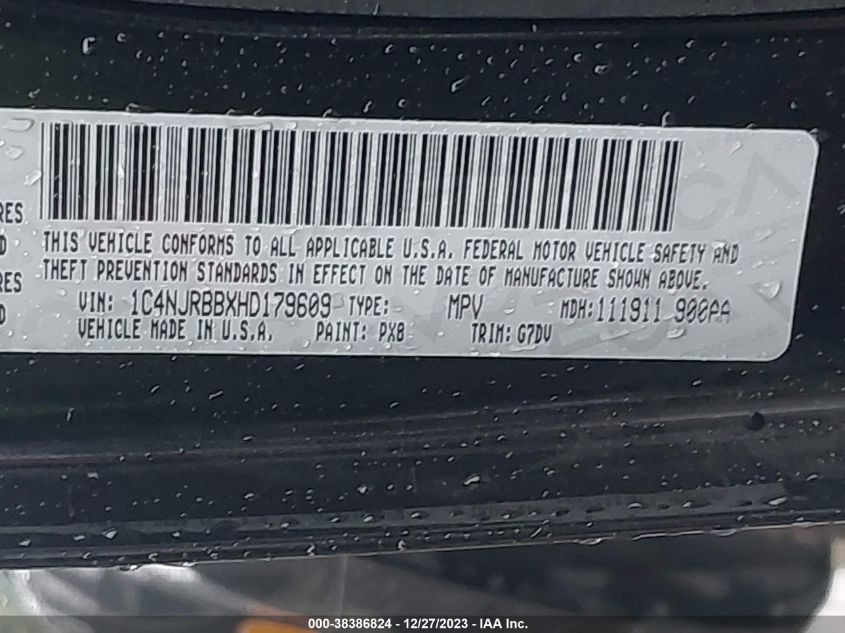 RES
D
THIS VEHICLE CONFORMS TO ALL APPLICABLE U.S.A. FEDERAL MOTOR VEHICLE SAFETY AND
RES
THEFT PREVENTION STANDARDS IN EFFECT ON THE DATE OF MANUFACTURE SHOWN ABOVE.
D
VIN: 1C4NJRBBXHD179609 TYPE: MPV MDH: 111911 900AA
VEHICLE MADE IN U.S.A. PAINT: PX8 TRIM: G7DV
000-38386824 - 12/27/2023 - IAA Inc.